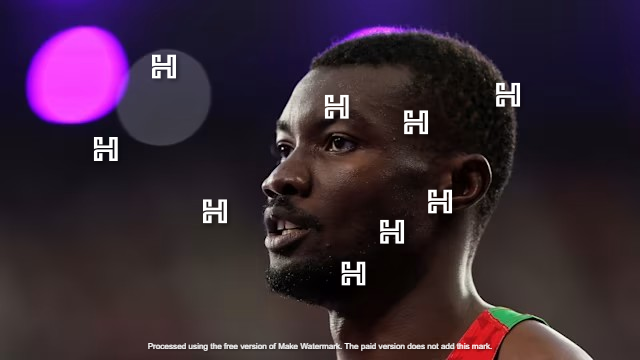 Processed using the free version of Make Watermark. The paid version does not add this mark.